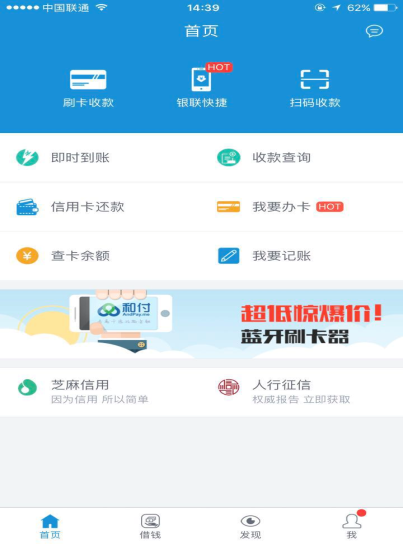 中国联通 14:39 62%
首页
HOT
刷卡收款 银联快捷 扫码收款
即时到账 收款查询
信用卡还款 我要办卡 HOT
查卡余额 我要记账
和付
超低惊爆价!
蓝牙刷卡器
芝麻信用 人行征信
因为信用 所以简单 权威报告 立即获取
首页 借钱 发现 我